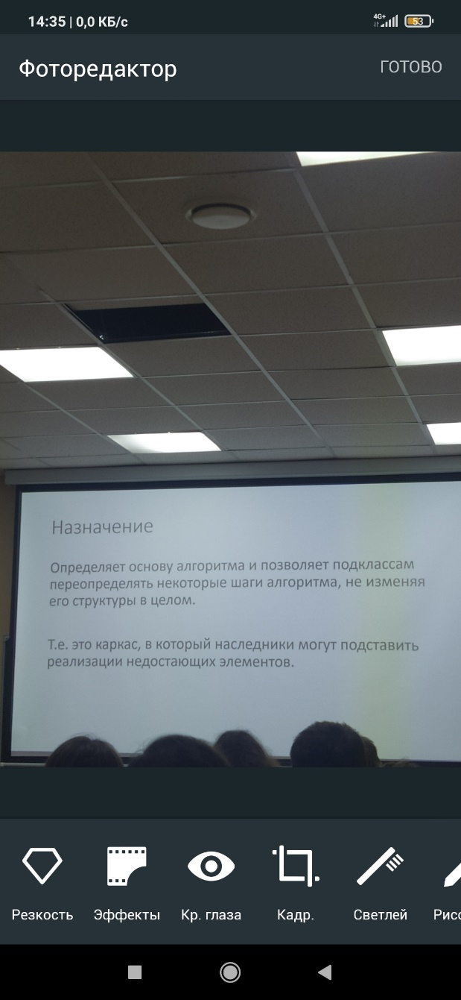 14:35 | 0,0 КБ/с
4G+
53
Фоторедактор
ГОТОВО
Назначение
Определяет основу алгоритма и позволяет подклассам
переопределять некоторые шаги алгоритма, не изменяя
его структуры в целом.
Т.е. это каркас, в который наследники могут подставить
реализации недостающих элементов.
Резкость
Эффекты
Кр. глаза
Кадр.
Светлей